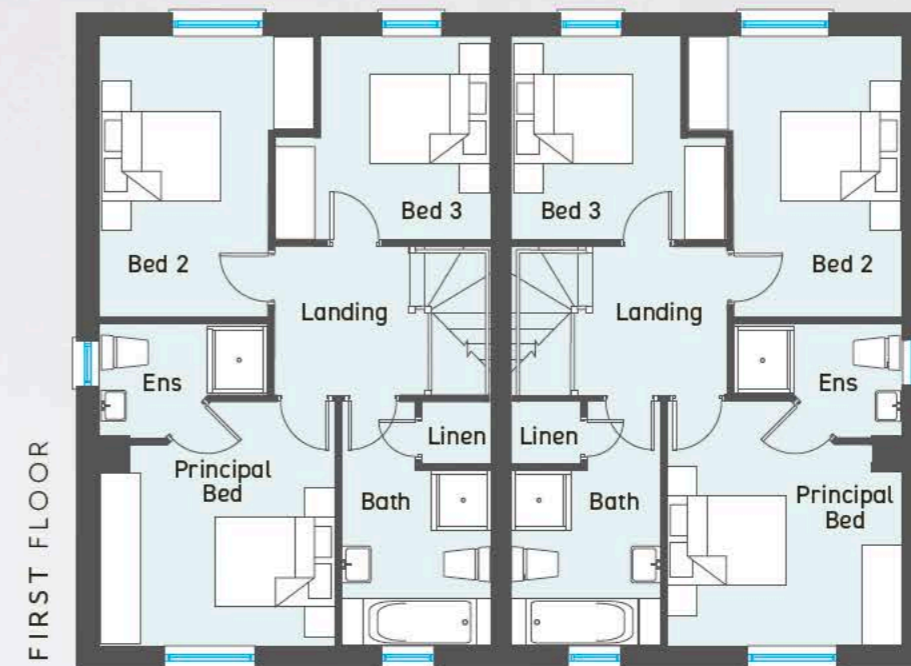 Bed 3
Bed 3
Bed 2
Bed 2
Landing
Landing
Ens
Ens
Linen
Linen
Principal
Bed
Bath
Bath
Principal
Bed
FIRST FLOOR